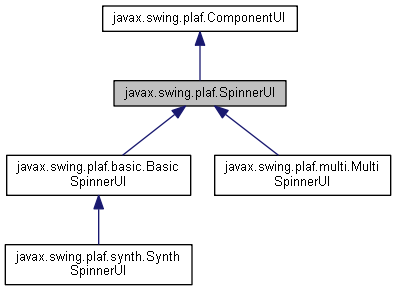 javax.swing.plaf.ComponentUI
javax.swing.plaf.SpinnerUI
javax.swing.plaf.basic.Basic
SpinnerUI
javax.swing.plaf.multi.Multi
SpinnerUI
javax.swing.plaf.synth.Synth
SpinnerUI